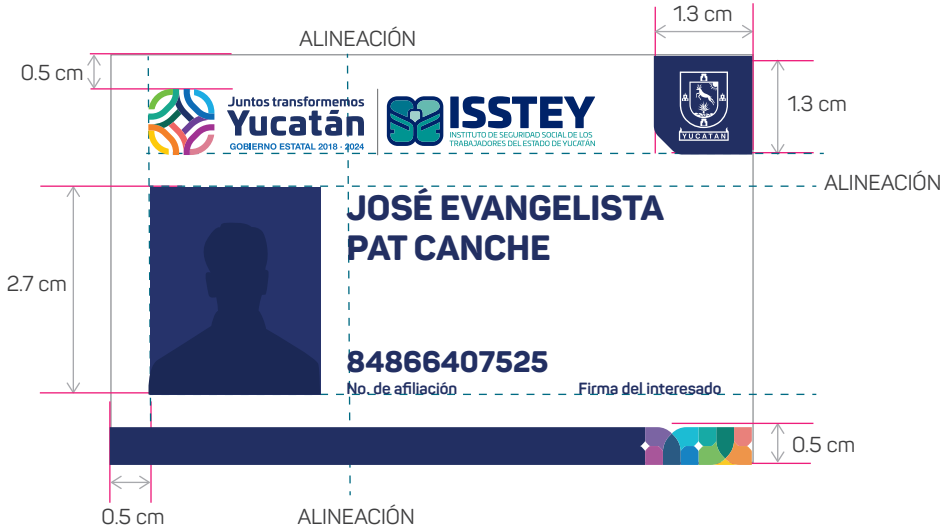 1.3 cm
ALINEACIÓN
0.5 cm
Juntos transformemos
Yucatán
GOBIERNO ESTATAL 2018 - 2024
ISSTEY
INSTITUTO DE SEGURIDAD SOCIAL DE LOS
TRABAJADORES DEL ESTADO DE YUCATÁN
YUCATÁN
1.3 cm
ALINEACIÓN
JOSÉ EVANGELISTA
PAT CANCHE
2.7 cm
84866407525
No. de afiliación
Firma del interesado
0.5 cm
0.5 cm
ALINEACIÓN